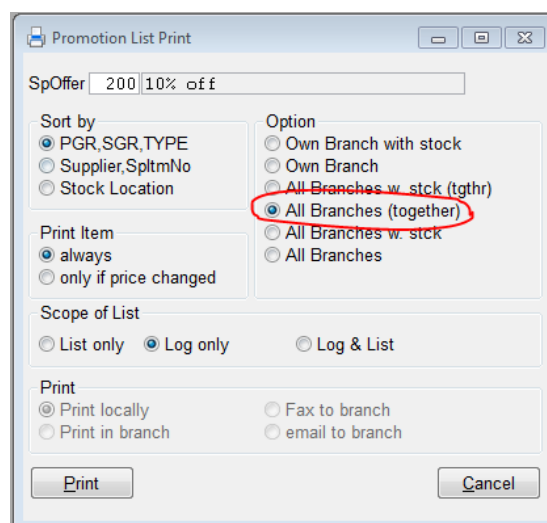 Promotion List Print
SpOffer 200 10% off
Sort by
PGR,SGR,TYPE
Supplier,SpItmNo
Stock Location
Option
Own Branch with stock
Own Branch
All Branches w. stck (tgthr)
All Branches (together)
All Branches w. stck
All Branches
Print Item
always
only if price changed
Scope of List
List only Log only Log & List
Print
Print locally Fax to branch
Print in branch email to branch
Print Cancel